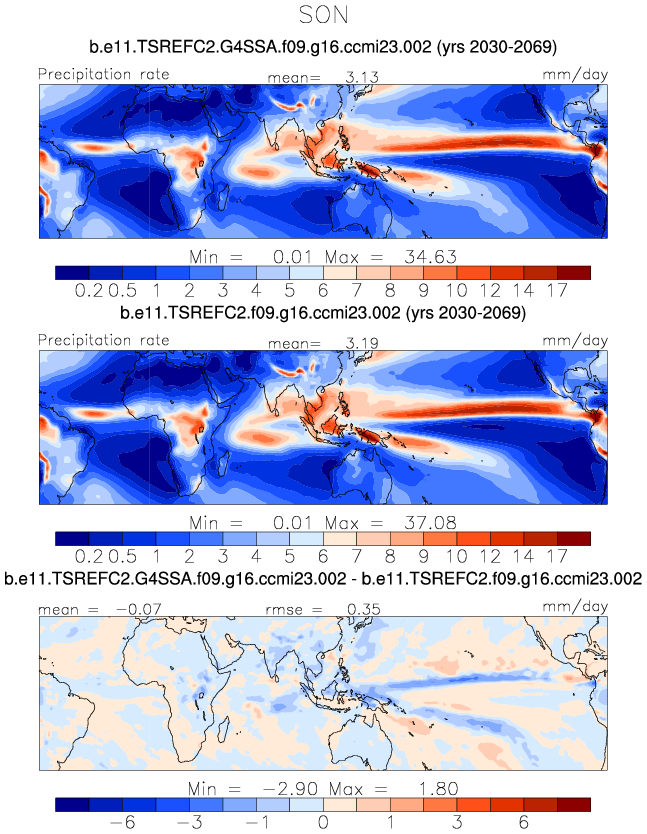 SON
b.e11.TSREFC2.G4SSA.f09.g16.ccmi23.002 (yrs 2030-2069)
Precipitation rate mean= 3.13 mm/day
Min = 0.01 Max = 34.63
0.2 0.5 1 2 3 4 5 6 7 8 9 10 12 14 17
b.e11.TSREFC2.f09.g16.ccmi23.002 (yrs 2030-2069)
Precipitation rate mean= 3.19 mm/day
Min = 0.01 Max = 37.08
0.2 0.5 1 2 3 4 5 6 7 8 9 10 12 14 17
b.e11.TSREFC2.G4SSA.f09.g16.ccmi23.002 - b.e11.TSREFC2.f09.g16.ccmi23.002
mean = −0.07 rmse = 0.35 mm/day
Min = −2.90 Max = 1.80
−6 −3 −1 0 1 3 6